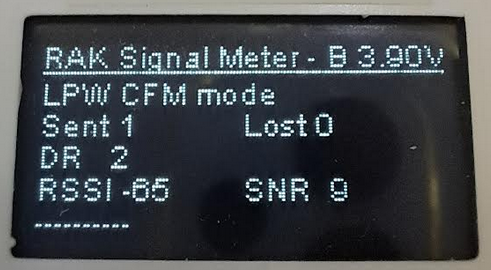 RAK Signal Meter - B 3.90V
LPW CFM mode
Sent 1 Lost 0
DR 2
RSSI -65 SNR 9
----------